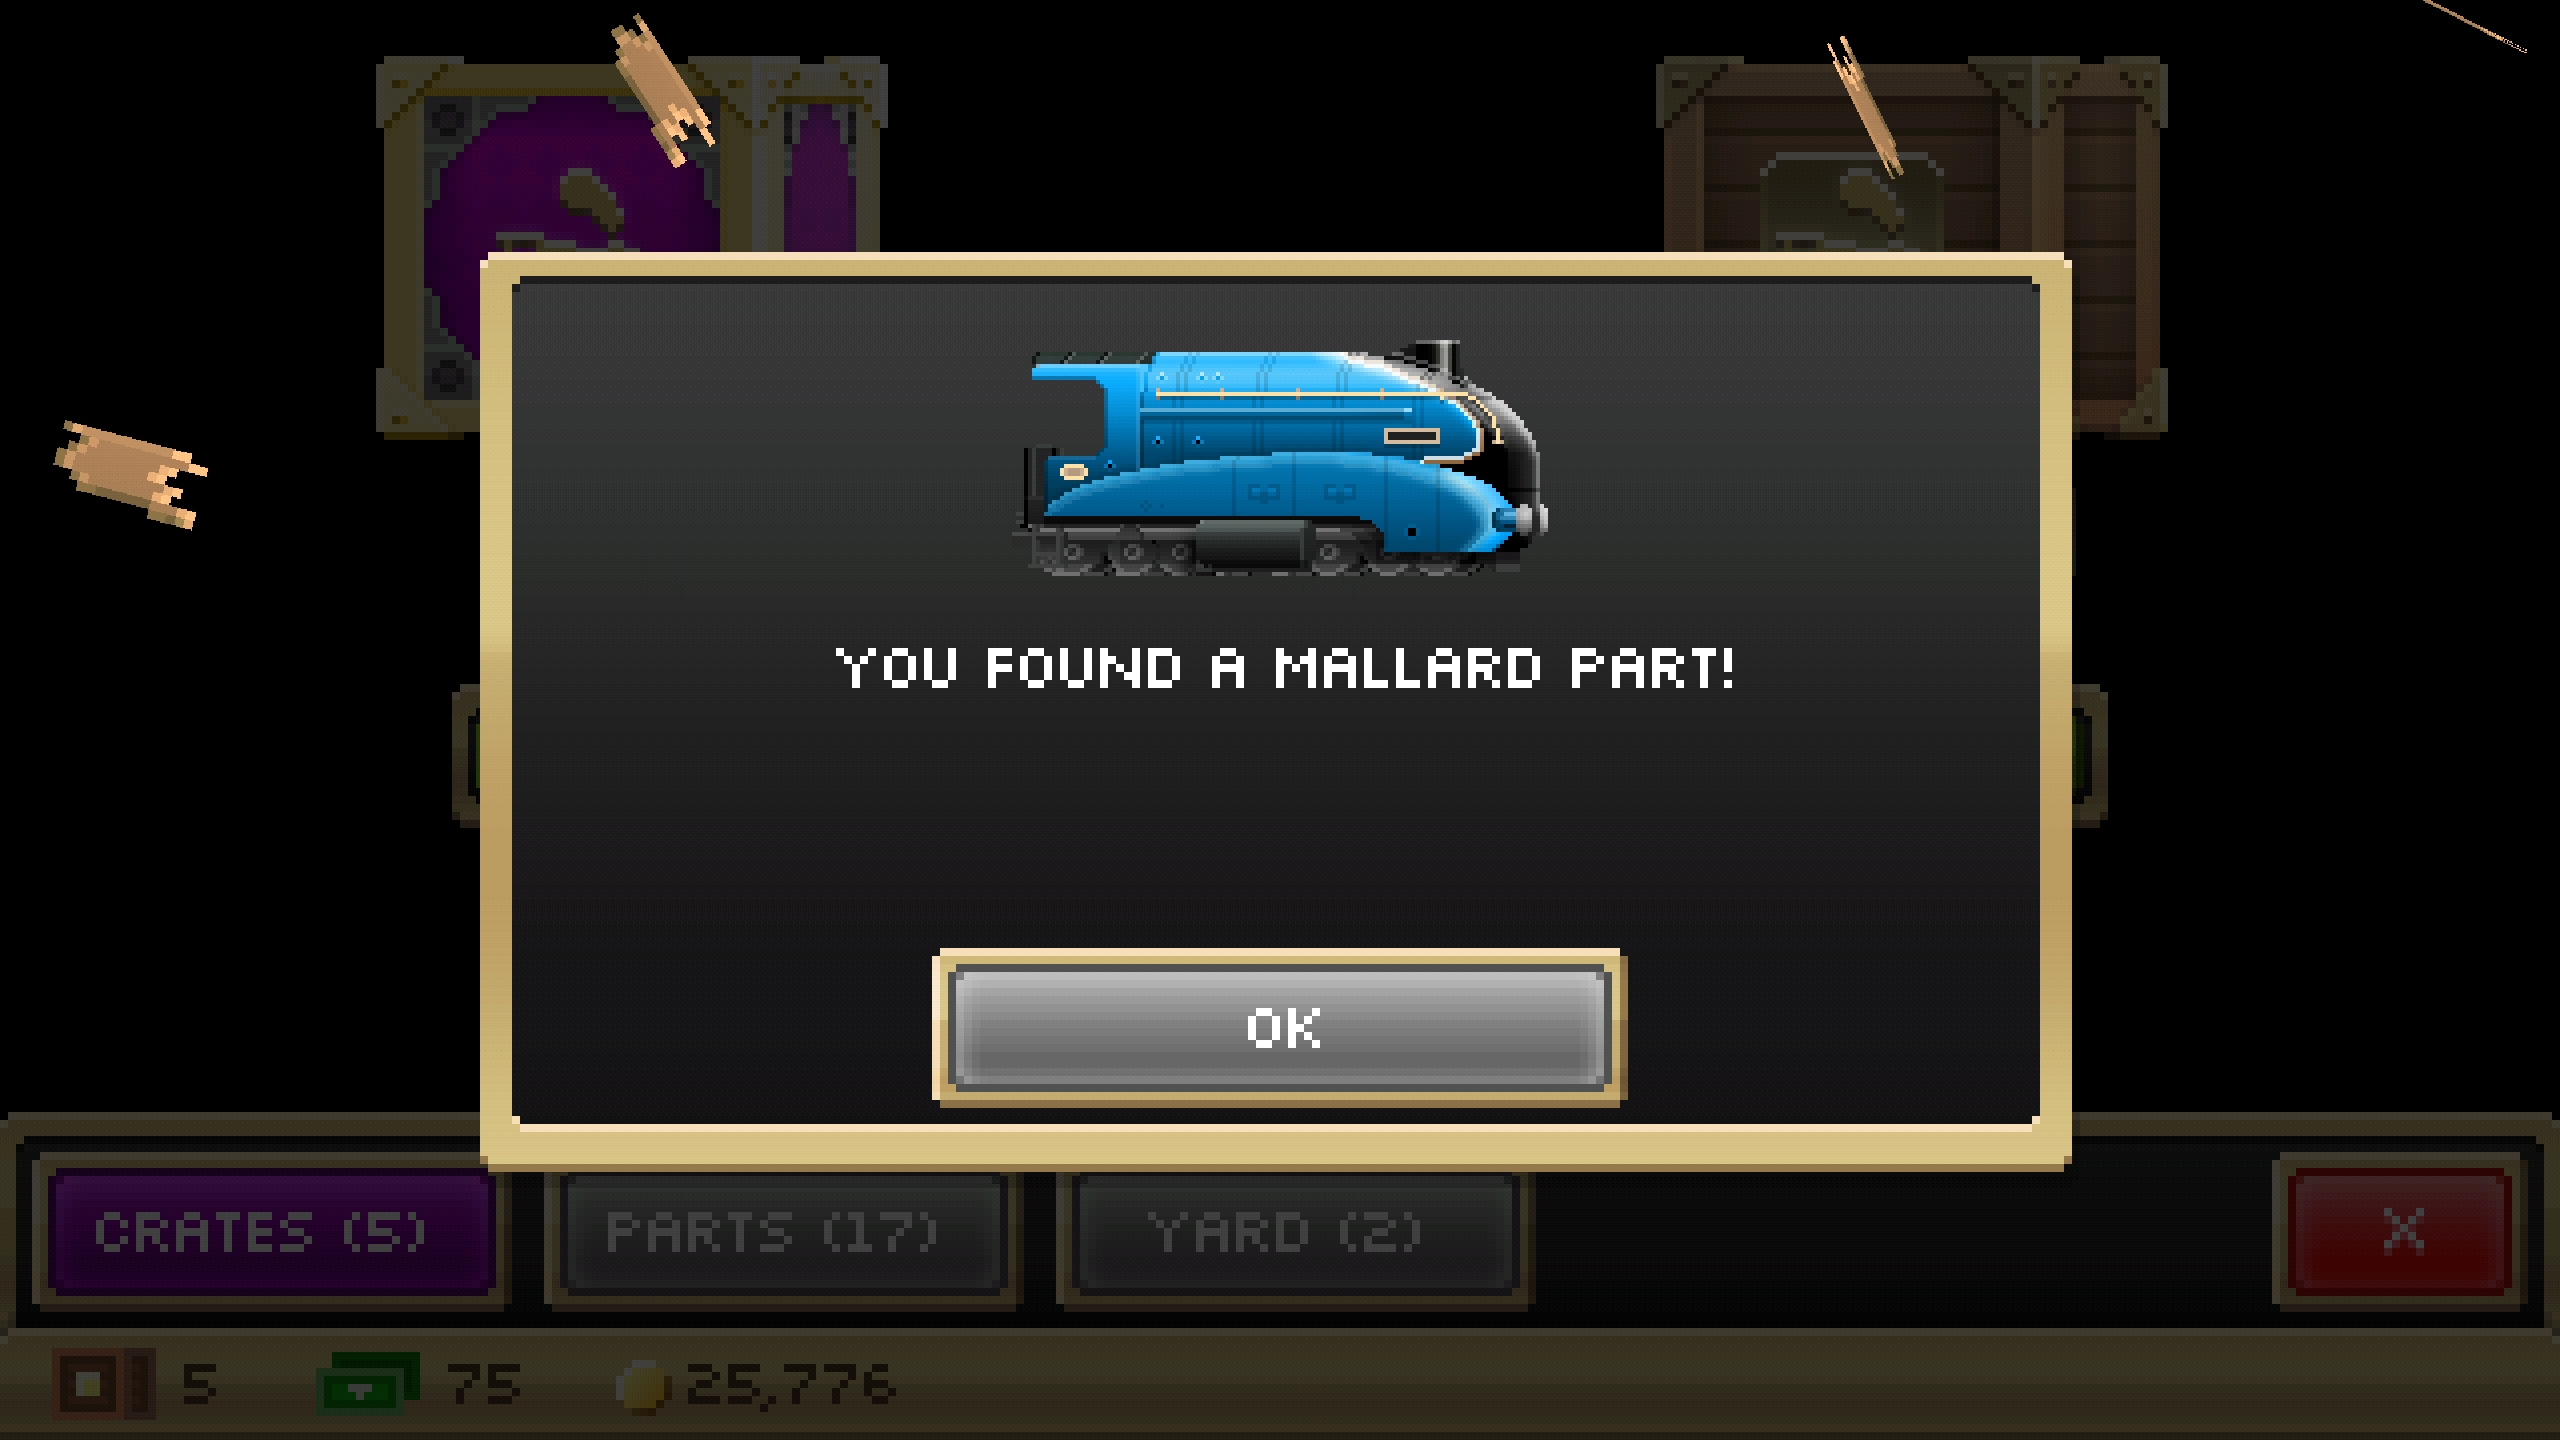 YOU FOUND A MALLARD PART!
OK
CRATES (5)
PARTS (17)
YARD (2)
X
5
75
25,776